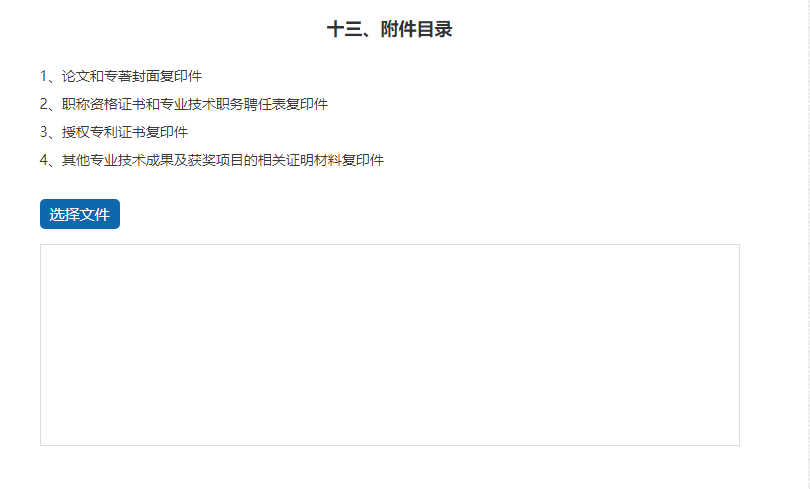 十三、附件目录
1、论文和专著封面复印件
2、职称资格证书和专业技术职务聘任表复印件
3、授权专利证书复印件
4、其他专业技术成果及获奖项目的相关证明材料复印件
选择文件